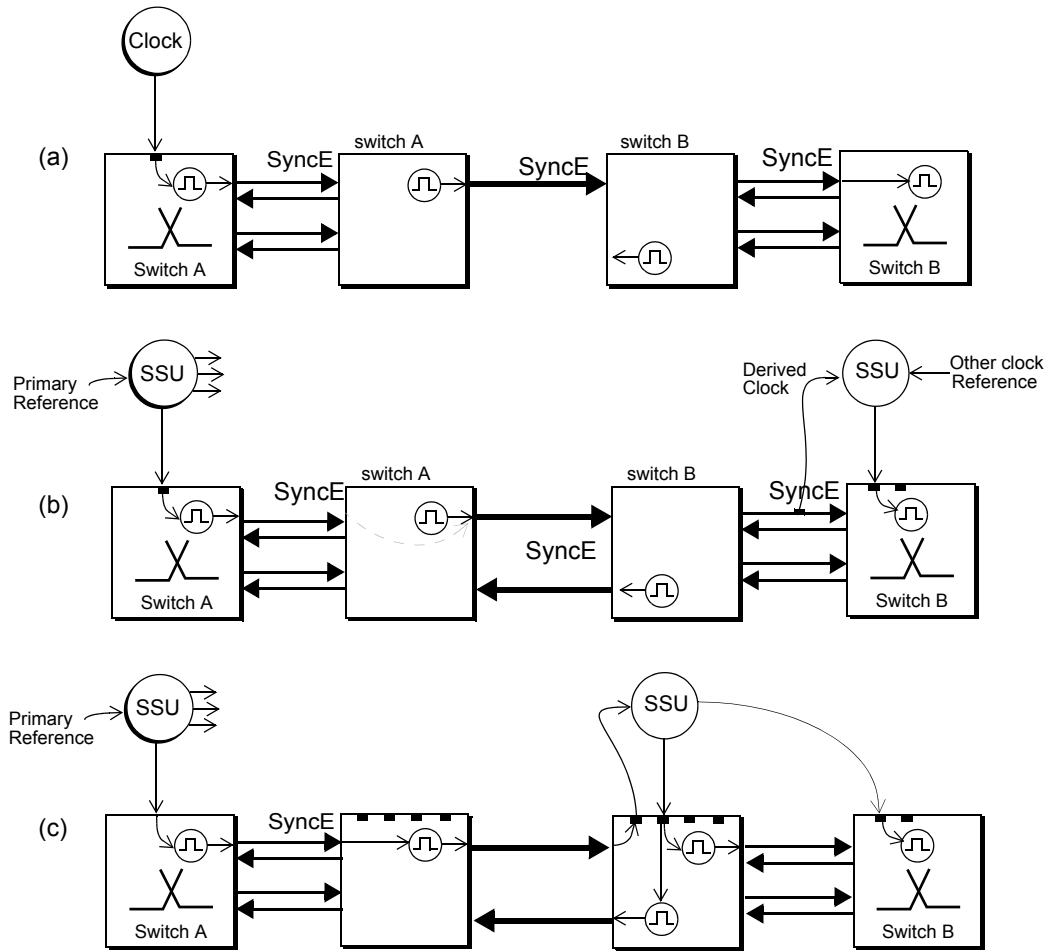 Clock
(a)
SyncE
switch A
SyncE
switch B
SyncE
Switch A
Switch B
Primary
Reference
SSU
Derived
Clock
SSU
Other clock
Reference
(b)
SyncE
switch A
SyncE
switch B
SyncE
Switch A
Switch B
Primary
Reference
SSU
SSU
(c)
SyncE
Switch A
Switch B